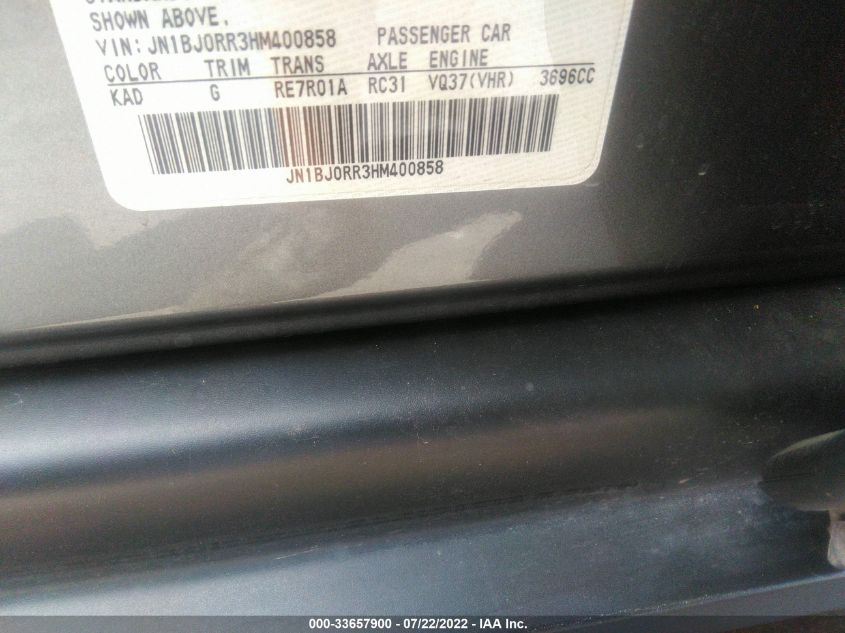 SHOWN ABOVE.
VIN: JN1BJ0RR3HM400858 PASSENGER CAR
COLOR TRIM TRANS AXLE ENGINE
KAD G RE7R01A RC31 VQ37(VHR) 3696CC
JN1BJ0RR3HM400858
000-33657900 - 07/22/2022 - IAA Inc.